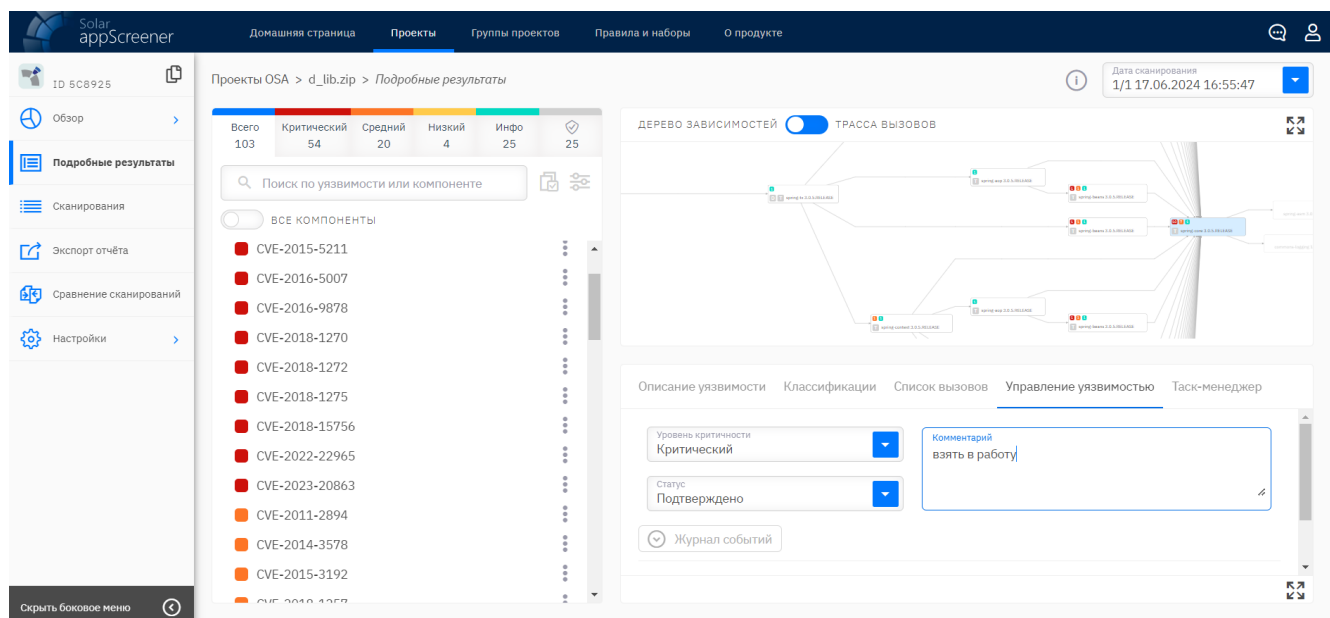 Solar
appScreener
Домашняя страница Проекты Группы проектов Правила и наборы О продукте
ID 5C8925
Обзор
Подробные результаты
Сканирования
Экспорт отчёта
Сравнение сканирований
Настройки
Скрыть боковое меню
Проекты OSA > d_lib.zip > Подробные результаты
Дата сканирования
1/1 17.06.2024 16:55:47
Всего Критический Средний Низкий Инфо
103 54 20 4 25 25
Поиск по уязвимости или компоненте
ВСЕ КОМПОНЕНТЫ
CVE-2015-5211
CVE-2016-5007
CVE-2016-9878
CVE-2018-1270
CVE-2018-1272
CVE-2018-1275
CVE-2018-15756
CVE-2022-22965
CVE-2023-20863
CVE-2011-2894
CVE-2014-3578
CVE-2015-3192
CVE-2018-1257
ДЕРЕВО ЗАВИСИМОСТЕЙ ТРАССА ВЫЗОВОВ
Описание уязвимости Классификации Список вызовов Управление уязвимостью Таск-менеджер
Уровень критичности
Критический
Статус
Подтверждено
Комментарий
взять в работу
Журнал событий